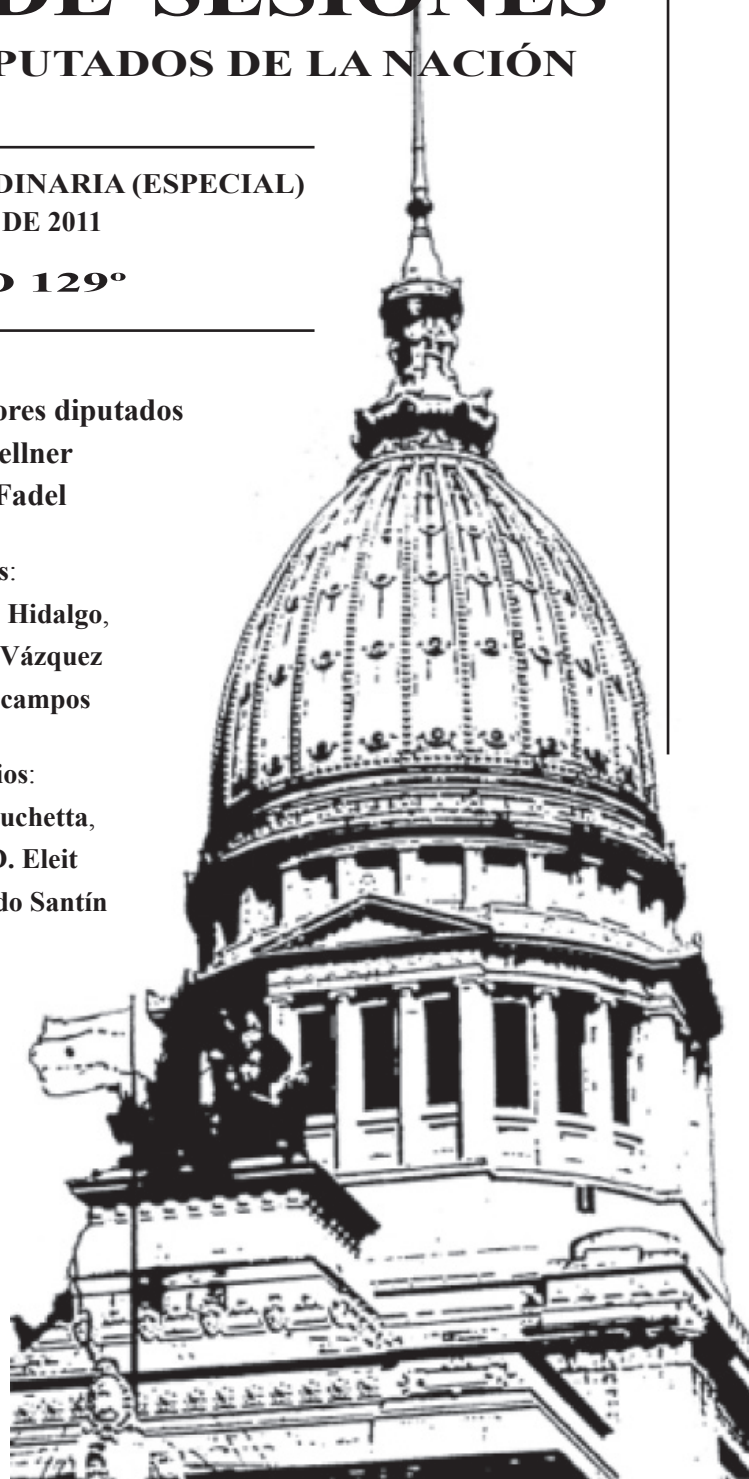 DE SESIONES
PUTADOS DE LA NACIÓN
DINARIA (ESPECIAL)
DE 2011
O 129º
ores diputados
ellner
Fadel
s:
Hidalgo,
Vázquez
campos
ios:
uchetta,
D. Eleit
do Santín